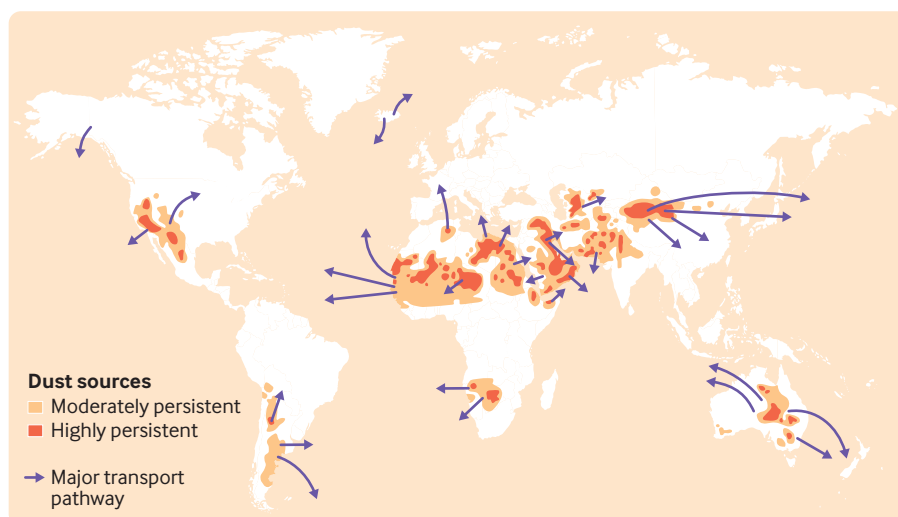 Dust sources
Moderately persistent
Highly persistent
Major transport
pathway